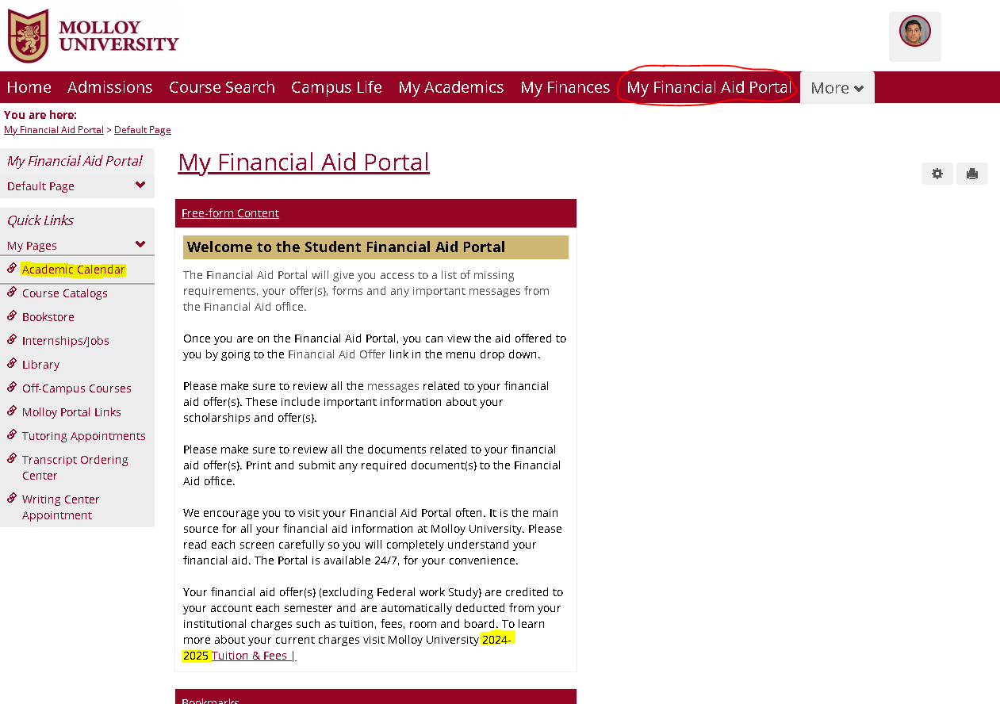 MOLLOY
UNIVERSITY
Home Admissions Course Search Campus Life My Academics My Finances My Financial Aid Portal More
You are here:
My Financial Aid Portal > Default Page
My Financial Aid Portal
Default Page
Quick Links
My Pages
Academic Calendar
Course Catalogs
Bookstore
Internships/Jobs
Library
Off-Campus Courses
Molloy Portal Links
Tutoring Appointments
Transcript Ordering
Center
Writing Center
Appointment
My Financial Aid Portal
Free-form Content
Welcome to the Student Financial Aid Portal
The Financial Aid Portal will give you access to a list of missing
requirements, your offer(s), forms and any important messages from
the Financial Aid office.
Once you are on the Financial Aid Portal, you can view the aid offered to
you by going to the Financial Aid Offer link in the menu drop down.
Please make sure to review all the messages related to your financial
aid offer(s). These include important information about your
scholarships and offer(s).
Please make sure to review all the documents related to your financial
aid offer(s). Print and submit any required document(s) to the Financial
Aid office.
We encourage you to visit your Financial Aid Portal often. It is the main
source for all your financial aid information at Molloy University. Please
read each screen carefully so you will completely understand your
financial aid. The Portal is available 24/7, for your convenience.
Your financial aid offer(s) (excluding Federal work Study) are credited to
your account each semester and are automatically deducted from your
institutional charges such as tuition, fees, room and board. To learn
more about your current charges visit Molloy University 2024-
2025 Tuition & Fees |
Bookmarks